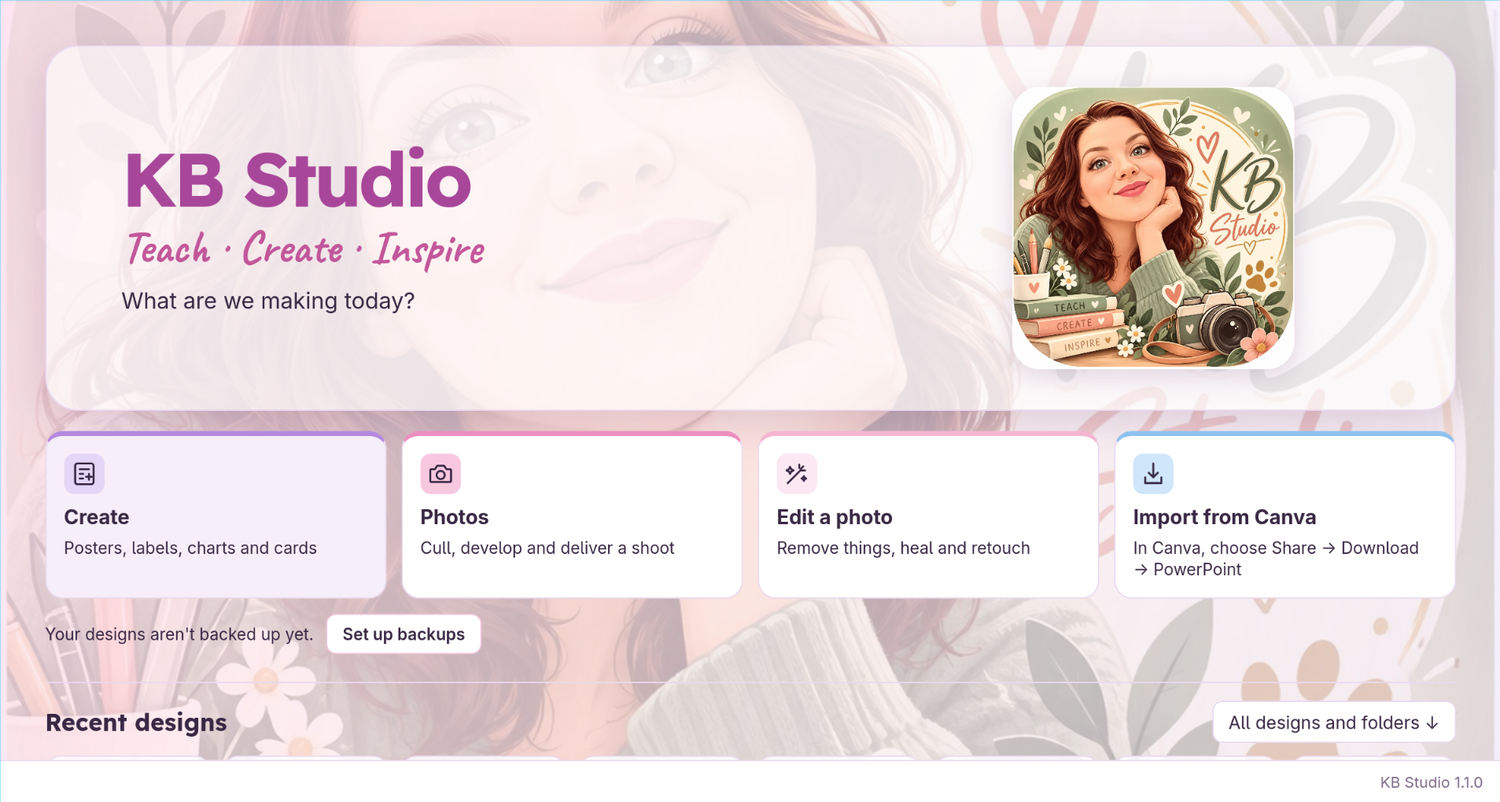 KB Studio
Teach · Create · Inspire
What are we making today?
KB
Studio
TEACH
CREATE
INSPIRE
Create
Posters, labels, charts and cards
Photos
Cull, develop and deliver a shoot
Edit a photo
Remove things, heal and retouch
Import from Canva
In Canva, choose Share → Download
→ PowerPoint
Your designs aren't backed up yet.
Set up backups
Recent designs
All designs and folders ↓
KB Studio 1.1.0